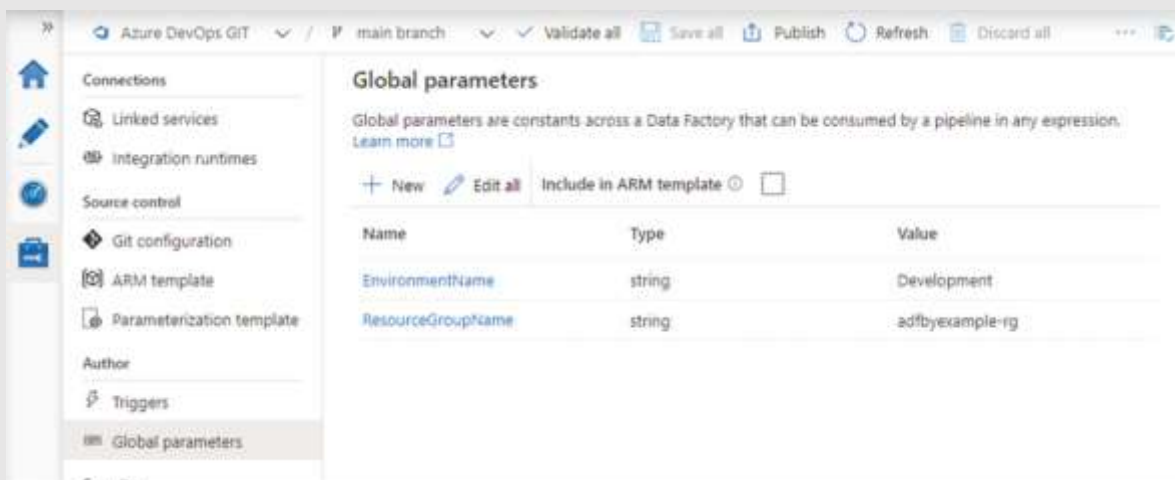 Azure DevOps GIT / main branch Validate all Save all Publish Refresh Discard all
Connections
Linked services
Integration runtimes
Source control
Git configuration
ARM template
Parameterization template
Author
Triggers
Global parameters
Global parameters
Global parameters are constants across a Data Factory that can be consumed by a pipeline in any expression.
Learn more
New Edit all Include in ARM template
Name Type Value
EnvironmentName string Development
ResourceGroupName string adfbyexample-rg